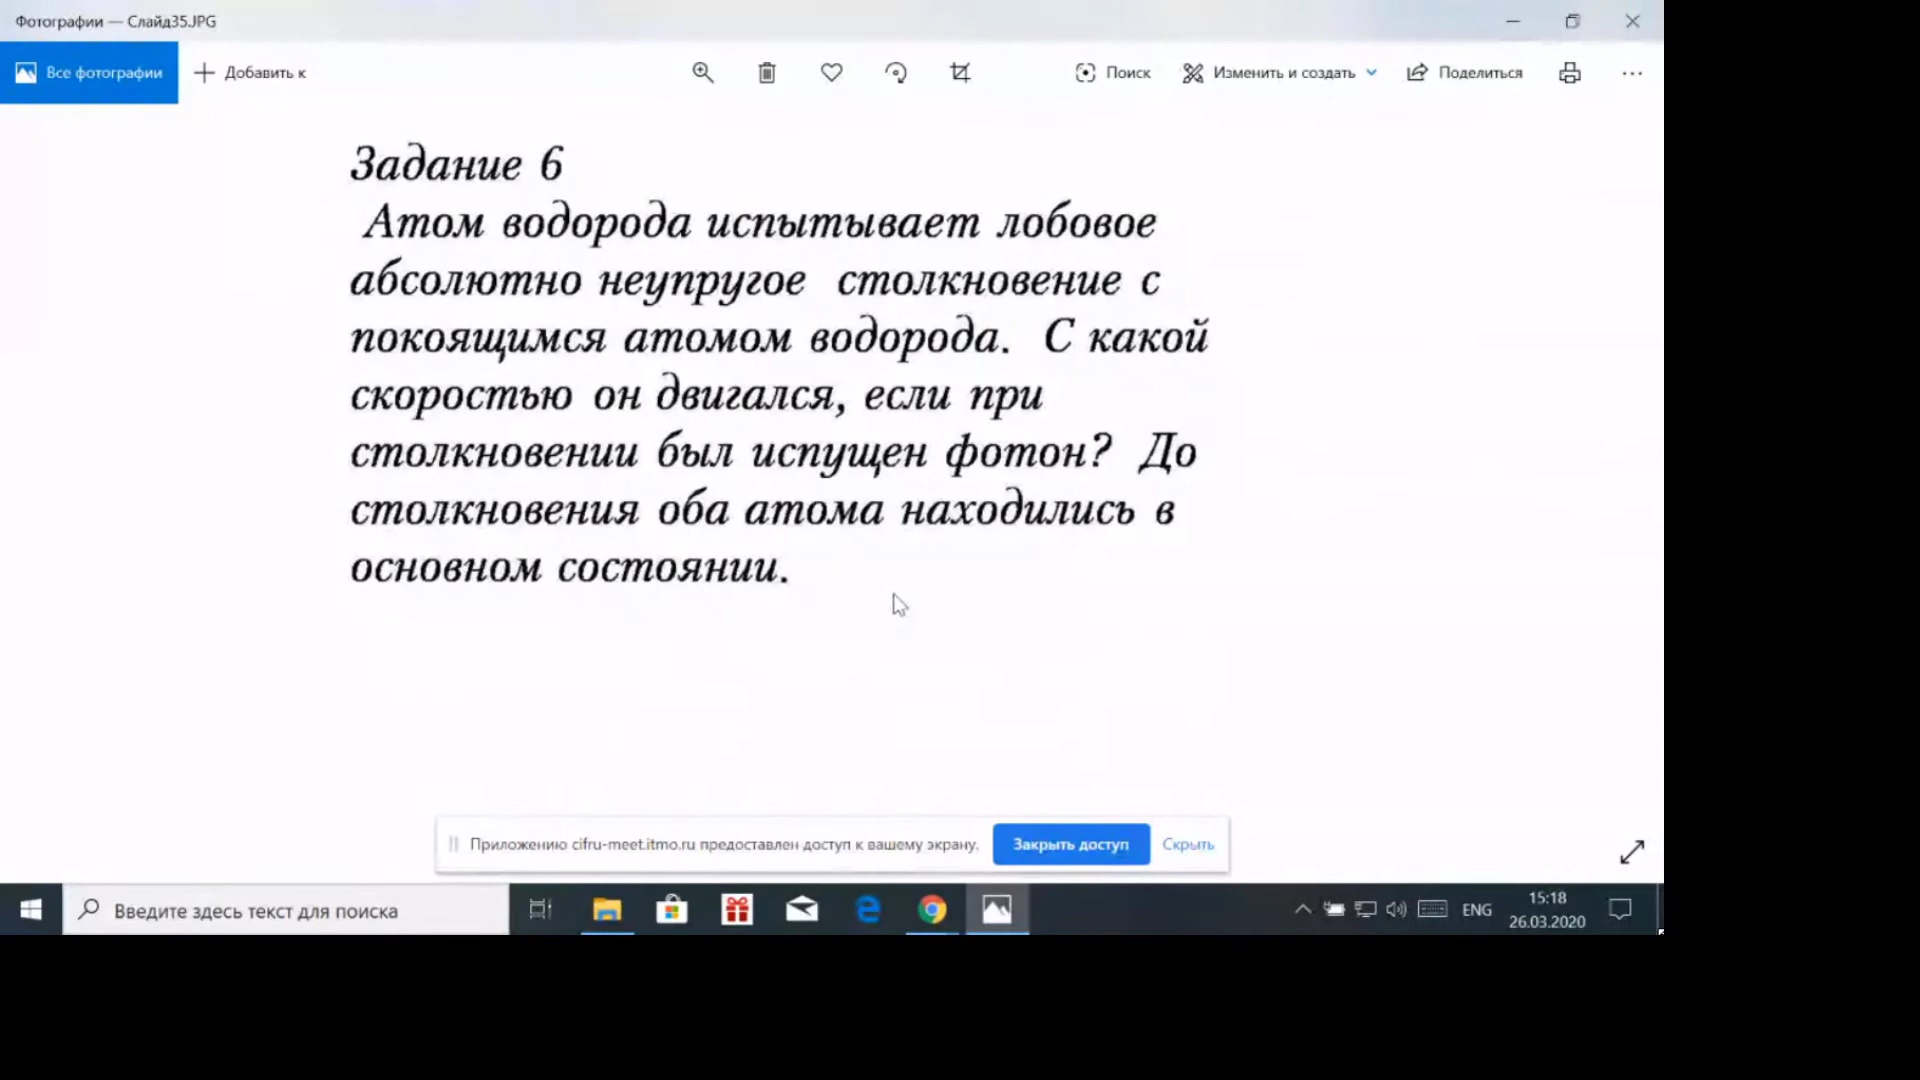 Фотографии — Слайд35.JPG
Все фотографии
Добавить к
Поиск
Изменить и создать
Поделиться
Задание 6
Атом водорода испытывает лобовое
абсолютно неупругое столкновение с
покоящимся атомом водорода. С какой
скоростью он двигался, если при
столкновении был испущен фотон? До
столкновения оба атома находились в
основном состоянии.
Приложению cifru-meet.itmo.ru предоставлен доступ к вашему экрану.
Закрыть доступ
Скрыть
Введите здесь текст для поиска
ENG
15:18
26.03.2020